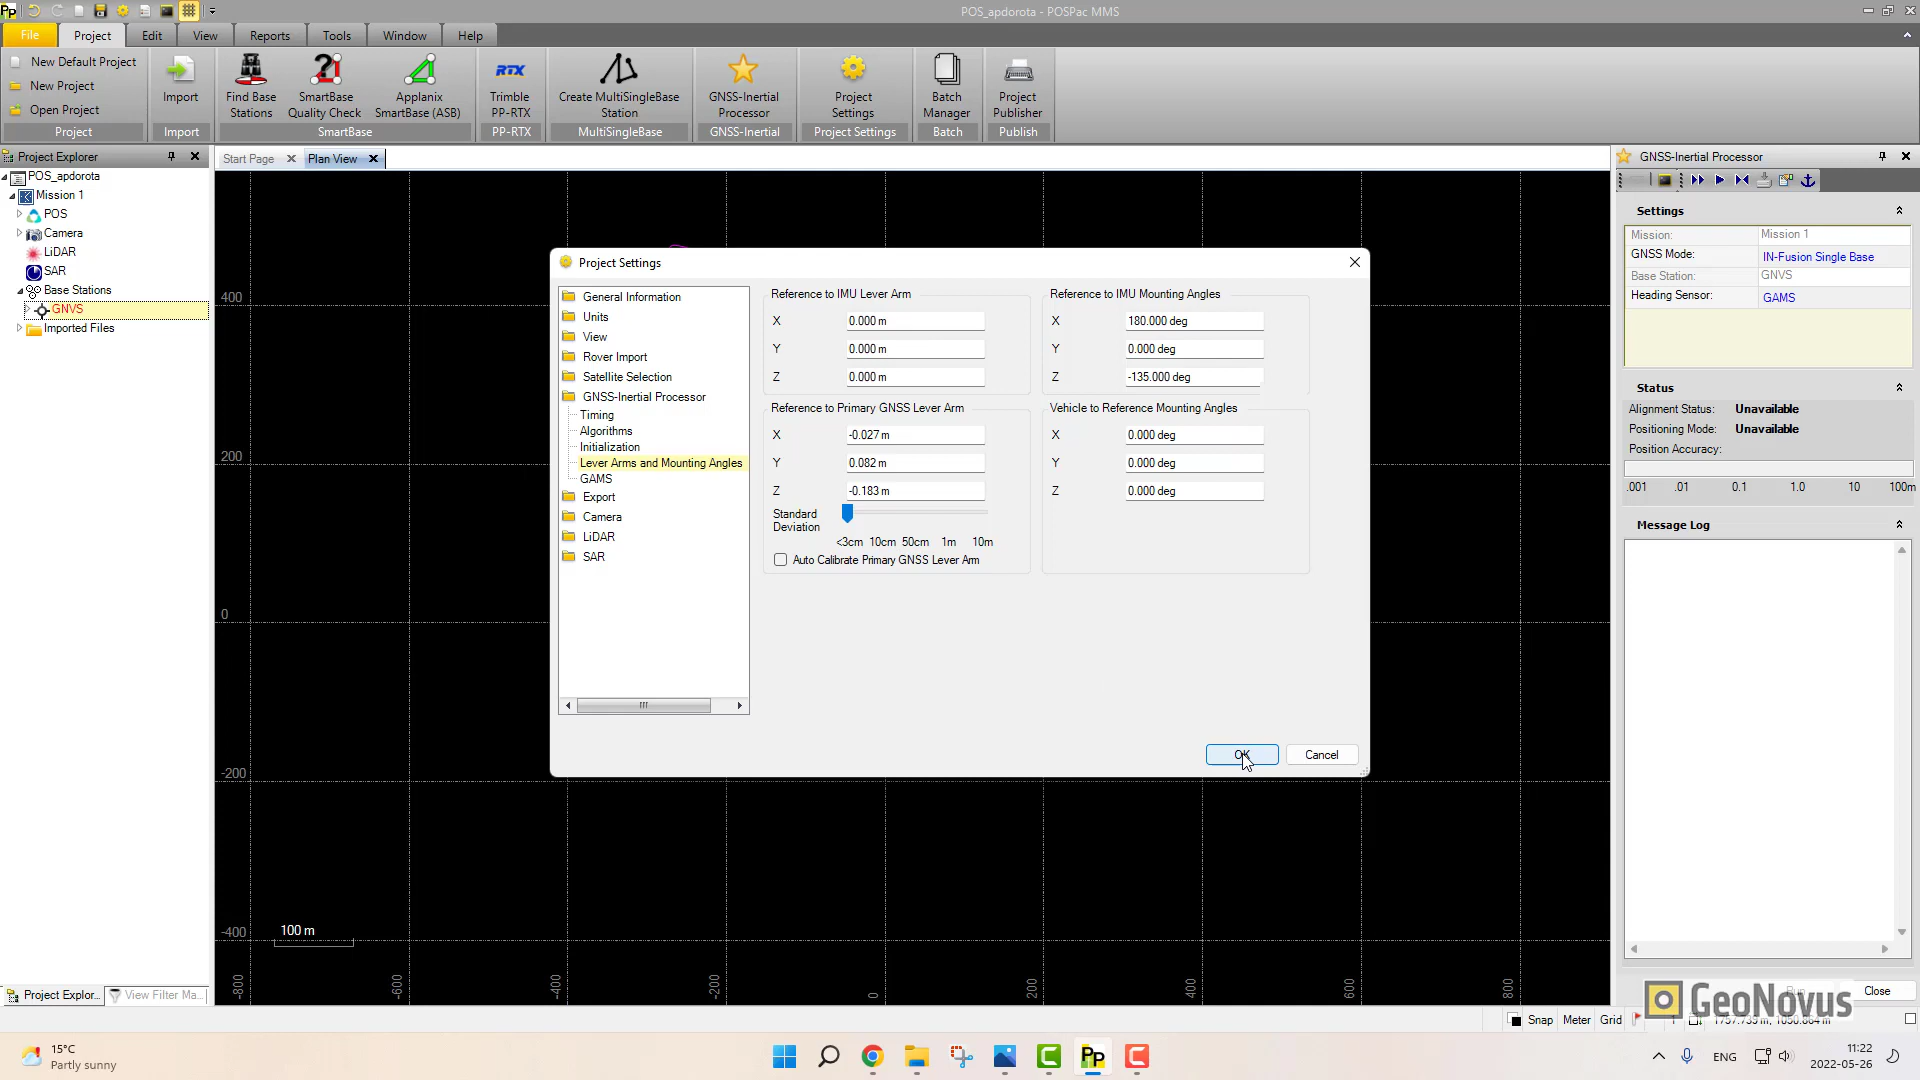 POS_apdorota - POSPac MMS
File
Project
Edit
View
Reports
Tools
Window
Help
New Default Project
New Project
Open Project
Project
Import
Import
Find Base
Stations
SmartBase
Quality Check
Applanix
SmartBase (ASB)
SmartBase
RTX
Trimble
PP-RTX
PP-RTX
Create MultiSingleBase
Station
MultiSingleBase
GNSS-Inertial
Processor
GNSS-Inertial
Project
Settings
Project Settings
Batch
Manager
Batch
Project
Publisher
Publish
Project Explorer
POS_apdorota
Mission 1
POS
Camera
LiDAR
SAR
Base Stations
GNVS
Imported Files
Project Explor...
View Filter Ma...
Start Page
Plan View
400
200
0
-200
-400
100 m
-800
-600
-400
-200
0
200
400
600
800
Project Settings
General Information
Units
View
Rover Import
Satellite Selection
GNSS-Inertial Processor
Timing
Algorithms
Initialization
Lever Arms and Mounting Angles
GAMS
Export
Camera
LiDAR
SAR
Reference to IMU Lever Arm
X 0.000 m
Y 0.000 m
Z 0.000 m
Reference to IMU Mounting Angles
X 180.000 deg
Y 0.000 deg
Z -135.000 deg
Reference to Primary GNSS Lever Arm
X -0.027 m
Y 0.082 m
Z -0.183 m
Standard
Deviation
<3cm 10cm 50cm 1m 10m
Auto Calibrate Primary GNSS Lever Arm
Vehicle to Reference Mounting Angles
X 0.000 deg
Y 0.000 deg
Z 0.000 deg
OK
Cancel
GNSS-Inertial Processor
Settings
Mission: Mission 1
GNSS Mode: IN-Fusion Single Base
Base Station: GNVS
Heading Sensor: GAMS
Status
Alignment Status: Unavailable
Positioning Mode: Unavailable
Position Accuracy:
.001 .01 0.1 1.0 10 100m
Message Log
Close
GeoNovus
Snap
Meter
Grid
15°C
Partly sunny
ENG
11:22
2022-05-26